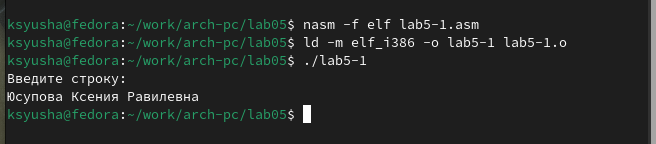 ksyusha@fedora:~/work/arch-pc/lab05$ nasm -f elf lab5-1.asm
ksyusha@fedora:~/work/arch-pc/lab05$ ld -m elf_i386 -o lab5-1 lab5-1.o
ksyusha@fedora:~/work/arch-pc/lab05$ ./lab5-1
Введите строку:
Юсупова Ксения Равилевна
ksyusha@fedora:~/work/arch-pc/lab05$